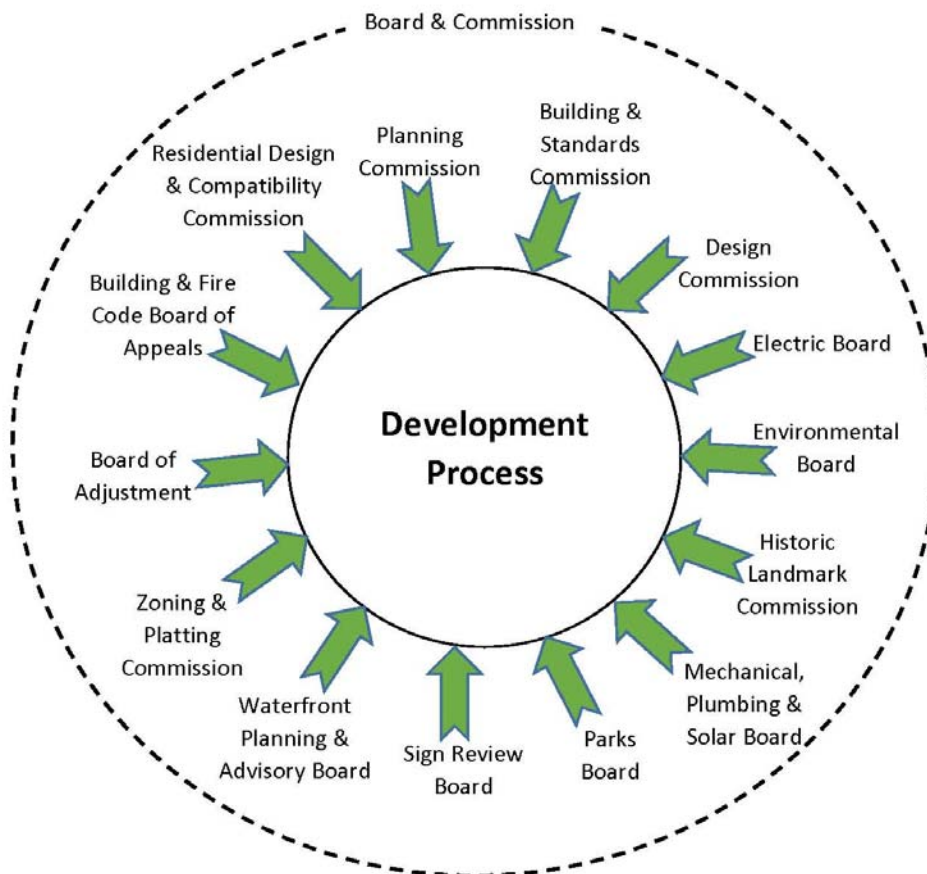 Board & Commission
Planning
Commission
Building &
Standards
Commission
Design
Commission
Electric Board
Environmental
Board
Historic
Landmark
Commission
Mechanical,
Plumbing &
Solar Board
Parks
Board
Sign Review
Board
Waterfront
Planning &
Advisory Board
Zoning &
Platting
Commission
Board of
Adjustment
Building & Fire
Code Board of
Appeals
Residential Design
& Compatibility
Commission
Development
Process